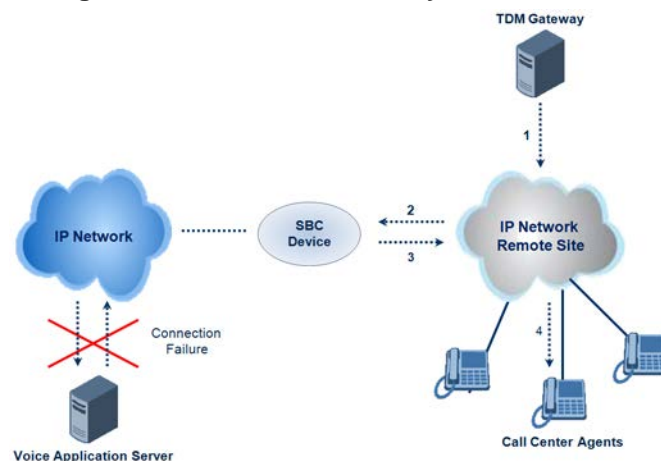 TDM Gateway
1
2
SBC
Device
3
IP Network
IP Network
Remote Site
Connection
Failure
4
Voice Application Server
Call Center Agents